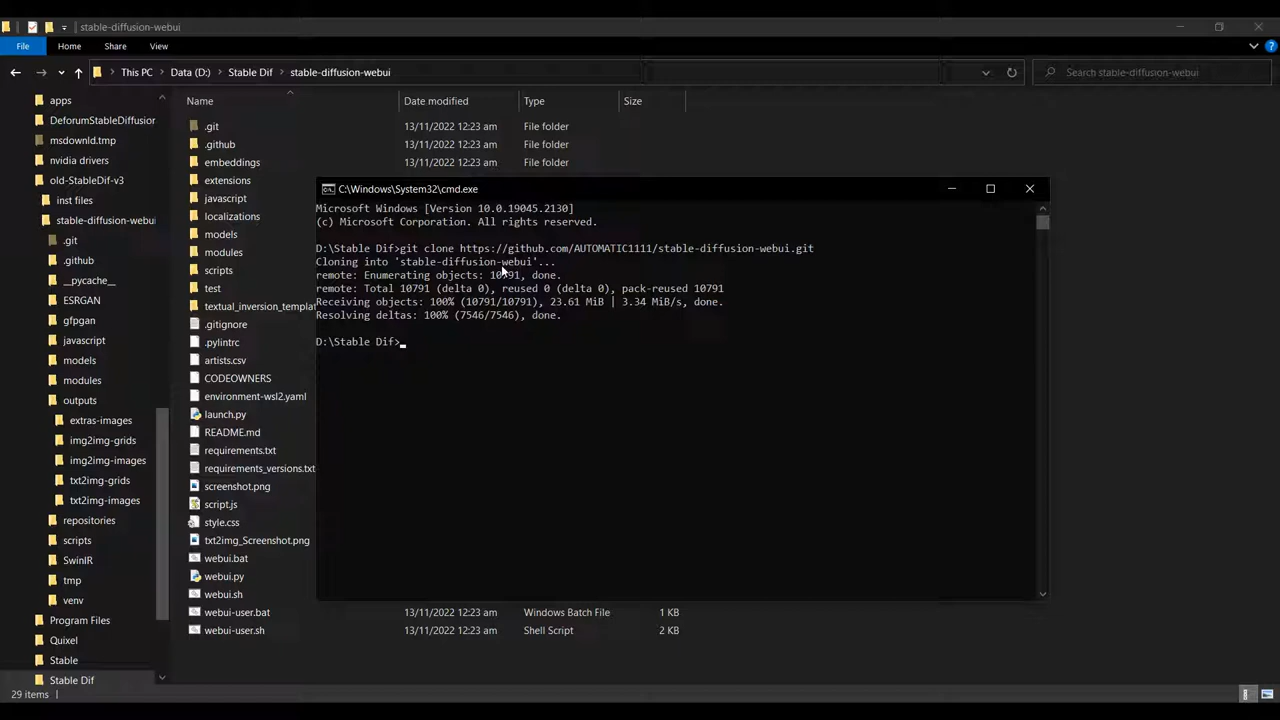 stable-diffusion-webui
File Home Share View
This PC Data (D:) Stable Dif stable-diffusion-webui
Search stable-diffusion-webui
apps
DeforumStableDiffusion
msdownld.tmp
nvidia drivers
old-StableDif-v3
inst files
stable-diffusion-webui
.git
.github
__pycache__
ESRGAN
gfpgan
javascript
models
modules
outputs
extras-images
img2img-grids
img2img-images
txt2img-grids
txt2img-images
repositories
scripts
SwinIR
tmp
venv
Program Files
Quixel
Stable
Stable Dif
Name Date modified Type Size
.git 13/11/2022 12:23 am File folder
.github 13/11/2022 12:23 am File folder
embeddings 13/11/2022 12:23 am File folder
extensions
javascript
localizations
models
modules
scripts
test
textual_inversion_templat
.gitignore
.pylintrc
artists.csv
CODEOWNERS
environment-wsl2.yaml
launch.py
README.md
requirements.txt
requirements_versions.txt
screenshot.png
script.js
style.css
txt2img_Screenshot.png
webui.bat
webui.py
webui.sh
webui-user.bat 13/11/2022 12:23 am Windows Batch File 1 KB
webui-user.sh 13/11/2022 12:23 am Shell Script 2 KB
C:\Windows\System32\cmd.exe
Microsoft Windows [Version 10.0.19045.2130]
(c) Microsoft Corporation. All rights reserved.
D:\Stable Dif>git clone https://github.com/AUTOMATIC1111/stable-diffusion-webui.git
Cloning into 'stable-diffusion-webui'...
remote: Enumerating objects: 10791, done.
remote: Total 10791 (delta 0), reused 0 (delta 0), pack-reused 10791
Receiving objects: 100% (10791/10791), 23.61 MiB | 3.34 MiB/s, done.
Resolving deltas: 100% (7546/7546), done.
D:\Stable Dif>
29 items